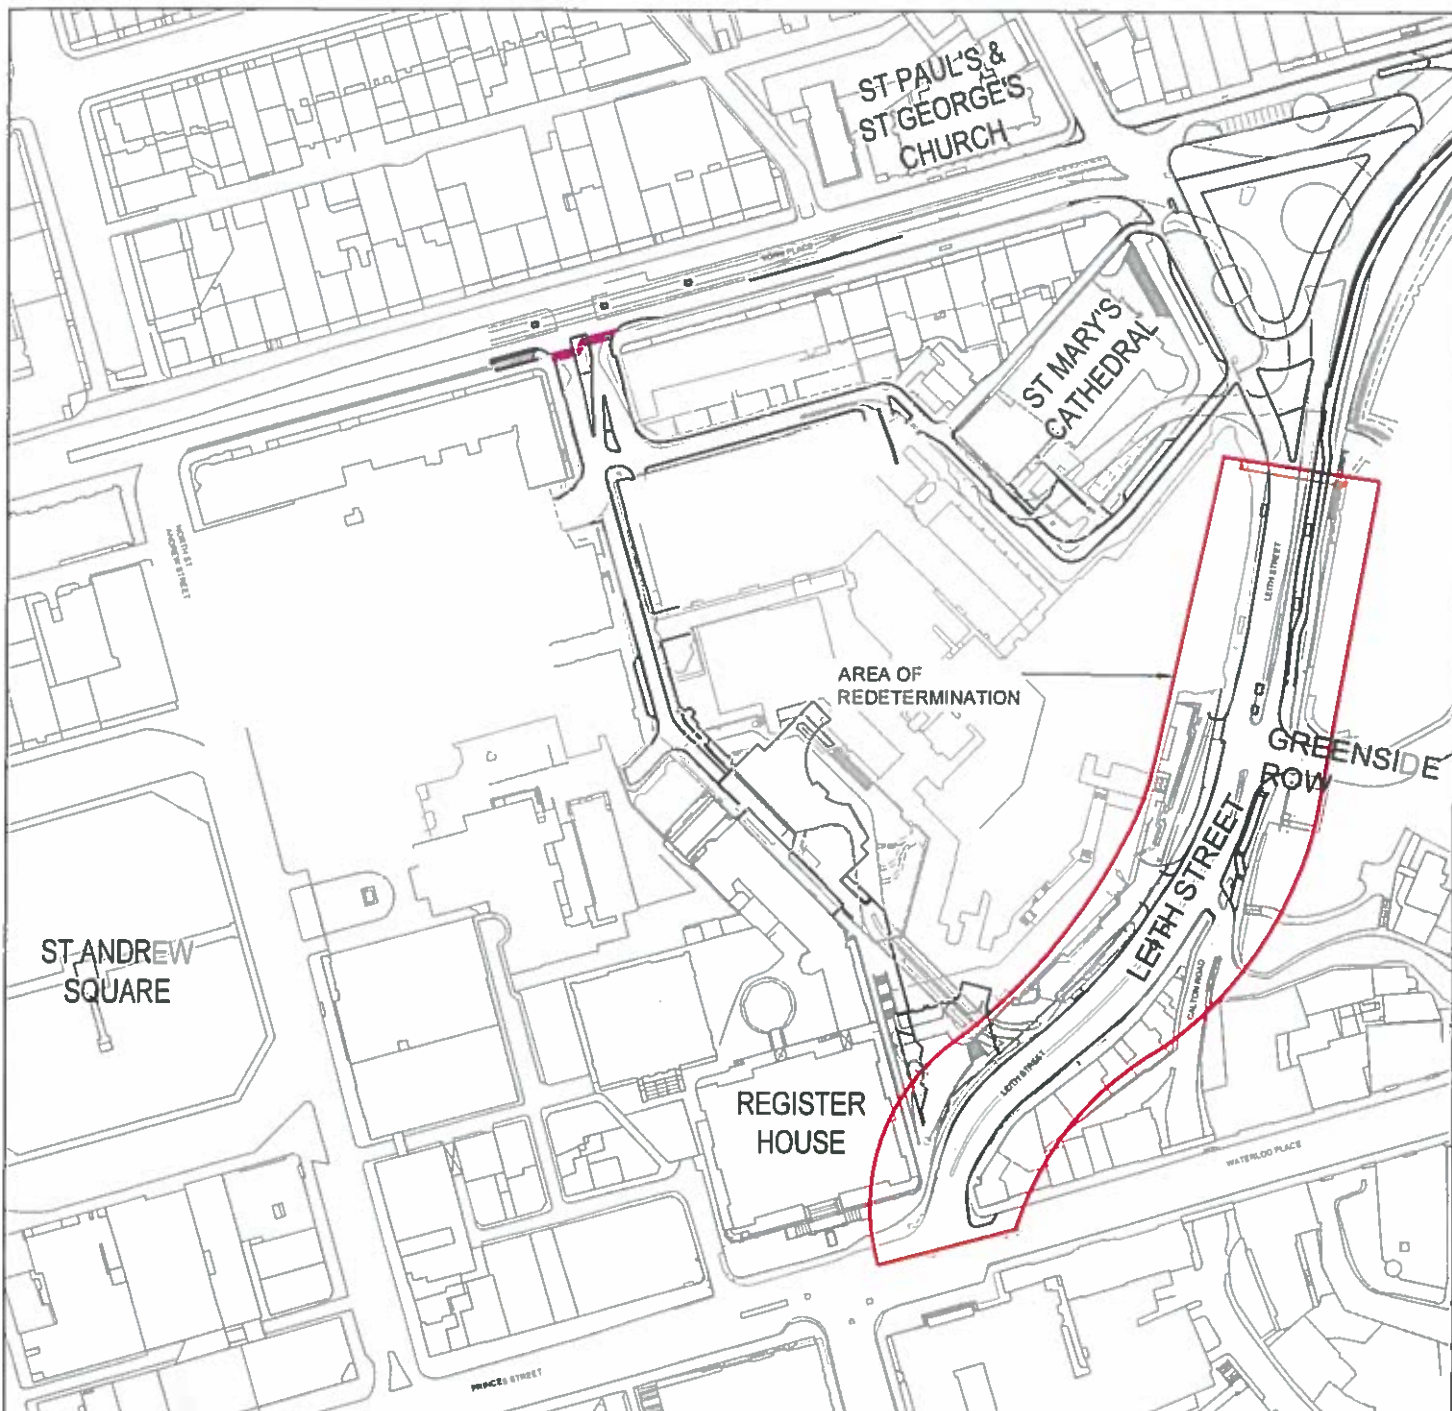 ST PAUL'S &
ST GEORGE'S
CHURCH
YORK PLACE
ST MARY'S
CATHEDRAL
NORTH ST
ANDREW STREET
LEITH STREET
AREA OF
REDETERMINATION
GREENSIDE
ROW
LEITH STREET
ST ANDREW
SQUARE
CALTON ROAD
LEITH STREET
REGISTER
HOUSE
WATERLOO PLACE
PRINCES STREET